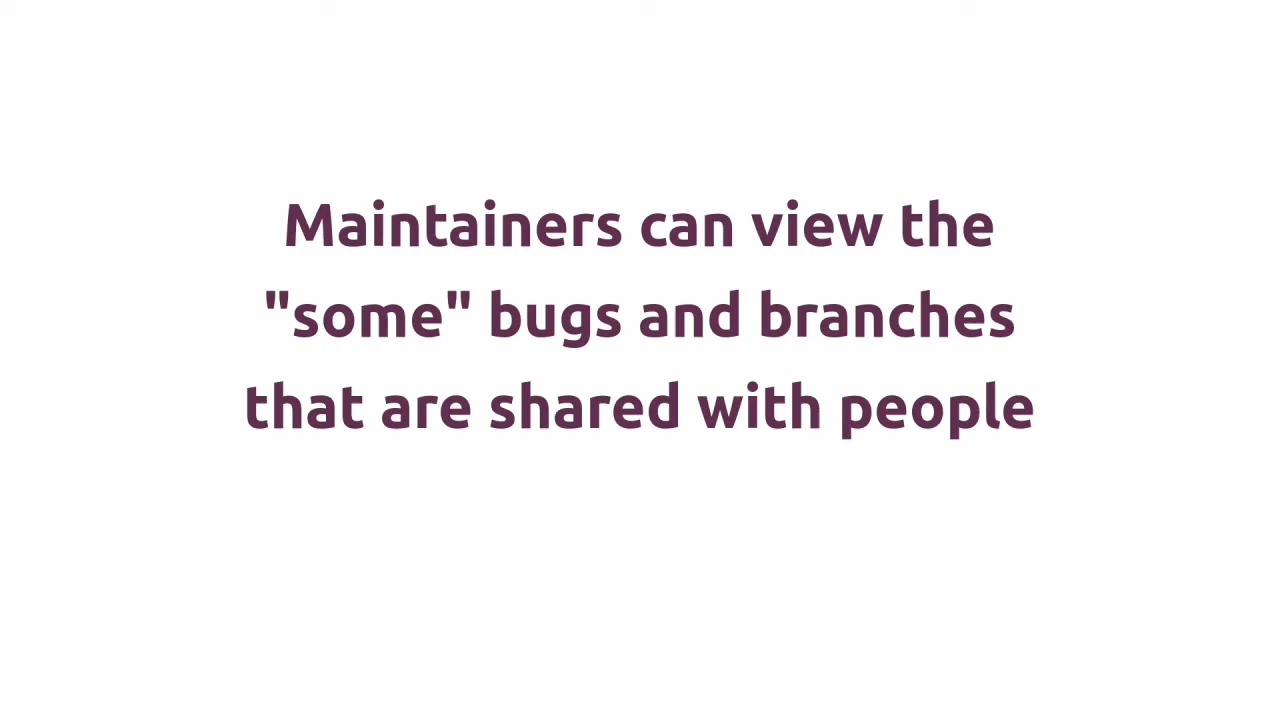 Maintainers can view the
"some" bugs and branches
that are shared with people